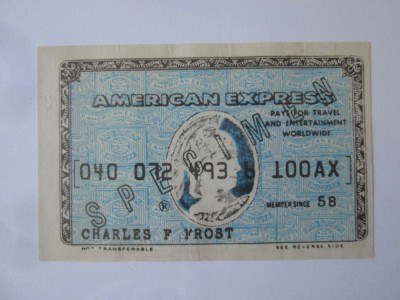 AMERICAN EXPRESS
PAYS FOR TRAVEL
AND ENTERTAINMENT
WORLDWIDE
SPECIMEN
040 072 493 6 100AX
®
MEMBER SINCE 58
CHARLES F FROST
NOT TRANSFERABLE SEE REVERSE SIDE